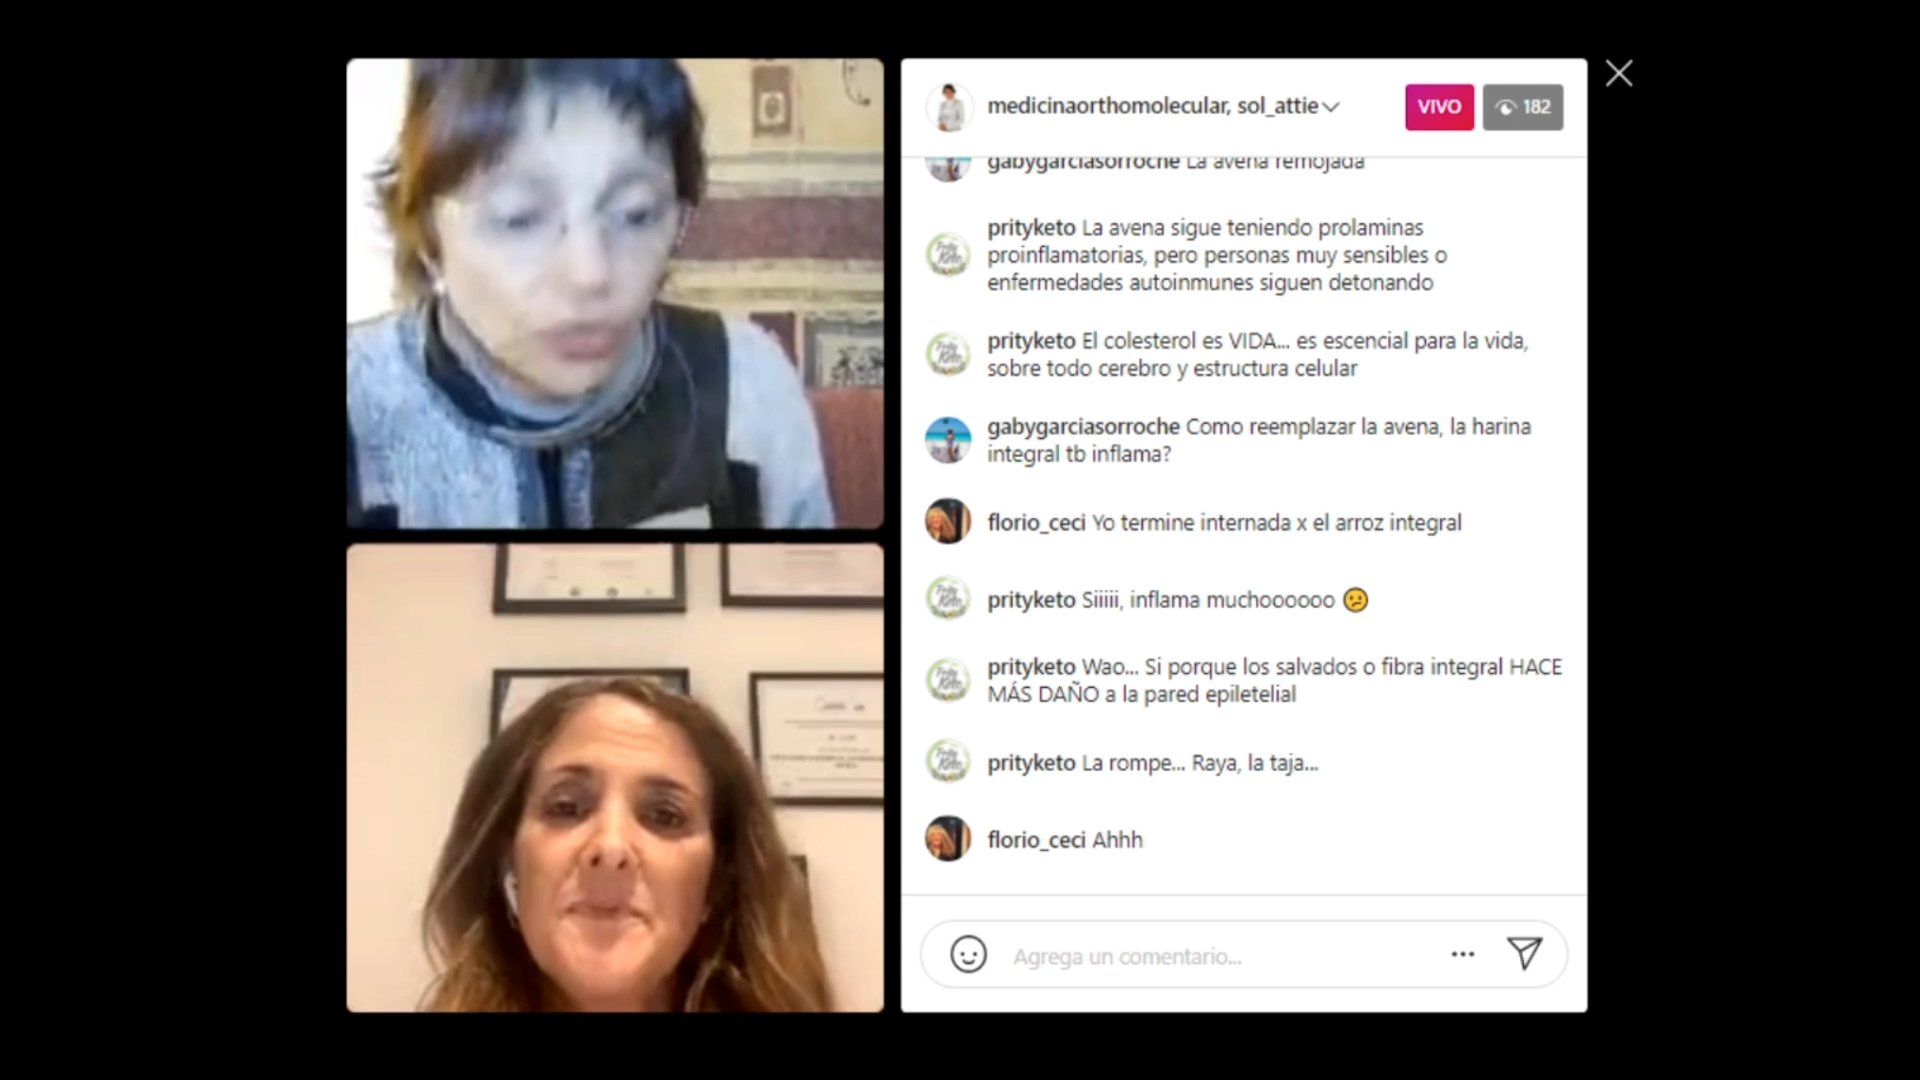 medicinaorthomolecular, sol_attie
VIVO
182
gabygarciasorroche La avena remojada
prityketo La avena sigue teniendo prolaminas
proinflamatorias, pero personas muy sensibles o
enfermedades autoinmunes siguen detonando
prityketo El colesterol es VIDA... es escencial para la vida,
sobre todo cerebro y estructura celular
gabygarciasorroche Como reemplazar la avena, la harina
integral tb inflama?
florio_ceci Yo termine internada x el arroz integral
prityketo Siiiii, inflama muchoooooo 😕
prityketo Wao... Si porque los salvados o fibra integral HACE
MÁS DAÑO a la pared epiletelial
prityketo La rompe... Raya, la taja...
florio_ceci Ahhh
Agrega un comentario...